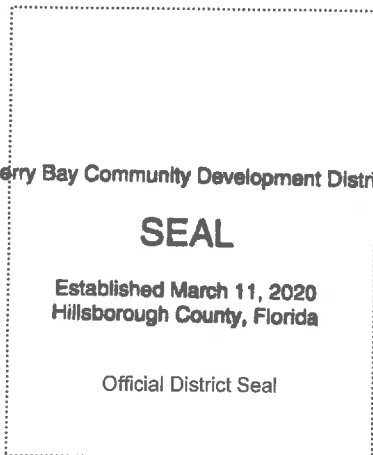 erry Bay Community Development Distri
SEAL
Established March 11, 2020
Hillsborough County, Florida
Official District Seal